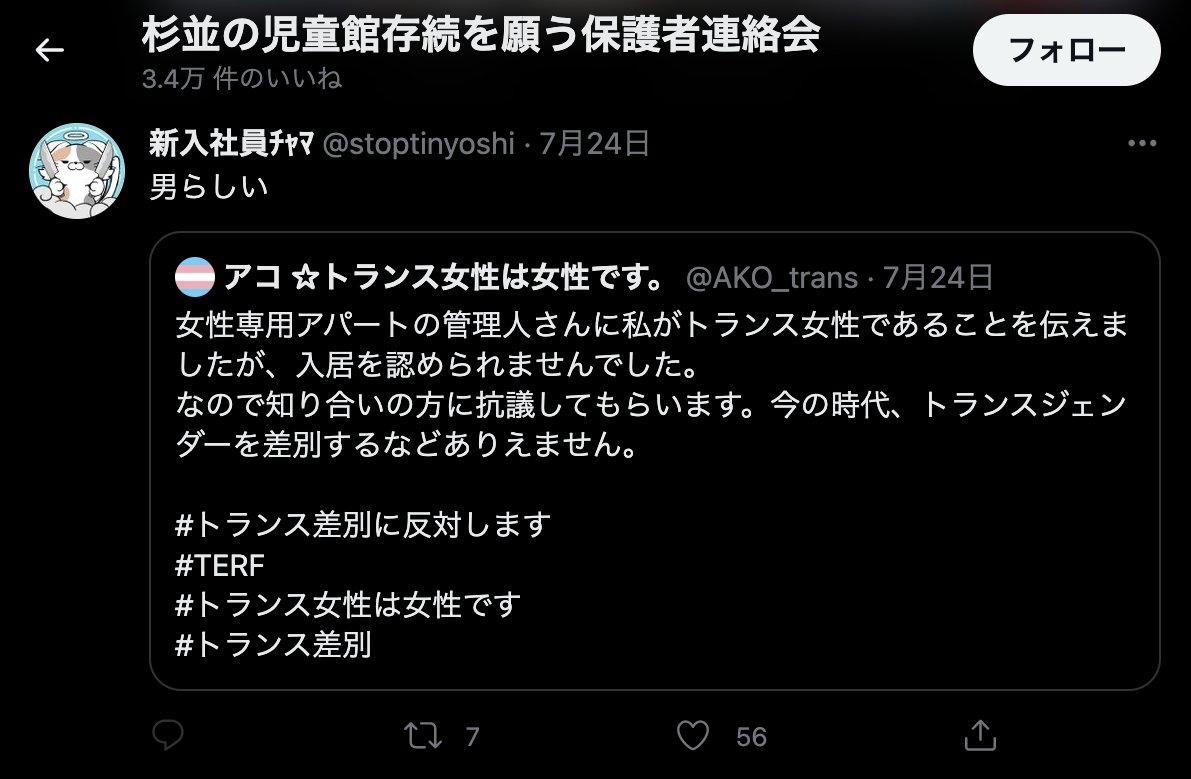 杉並の児童館存続を願う保護者連絡会
フォロー
3.4万 件のいいね
新入社員ﾁｬﾏ @stoptinyoshi · 7月24日
男らしい
アコ ☆トランス女性は女性です。 @AKO_trans · 7月24日
女性専用アパートの管理人さんに私がトランス女性であることを伝えま
したが、入居を認められませんでした。
なので知り合いの方に抗議してもらいます。今の時代、トランスジェン
ダーを差別するなどありえません。
#トランス差別に反対します
#TERF
#トランス女性は女性です
#トランス差別
7
56